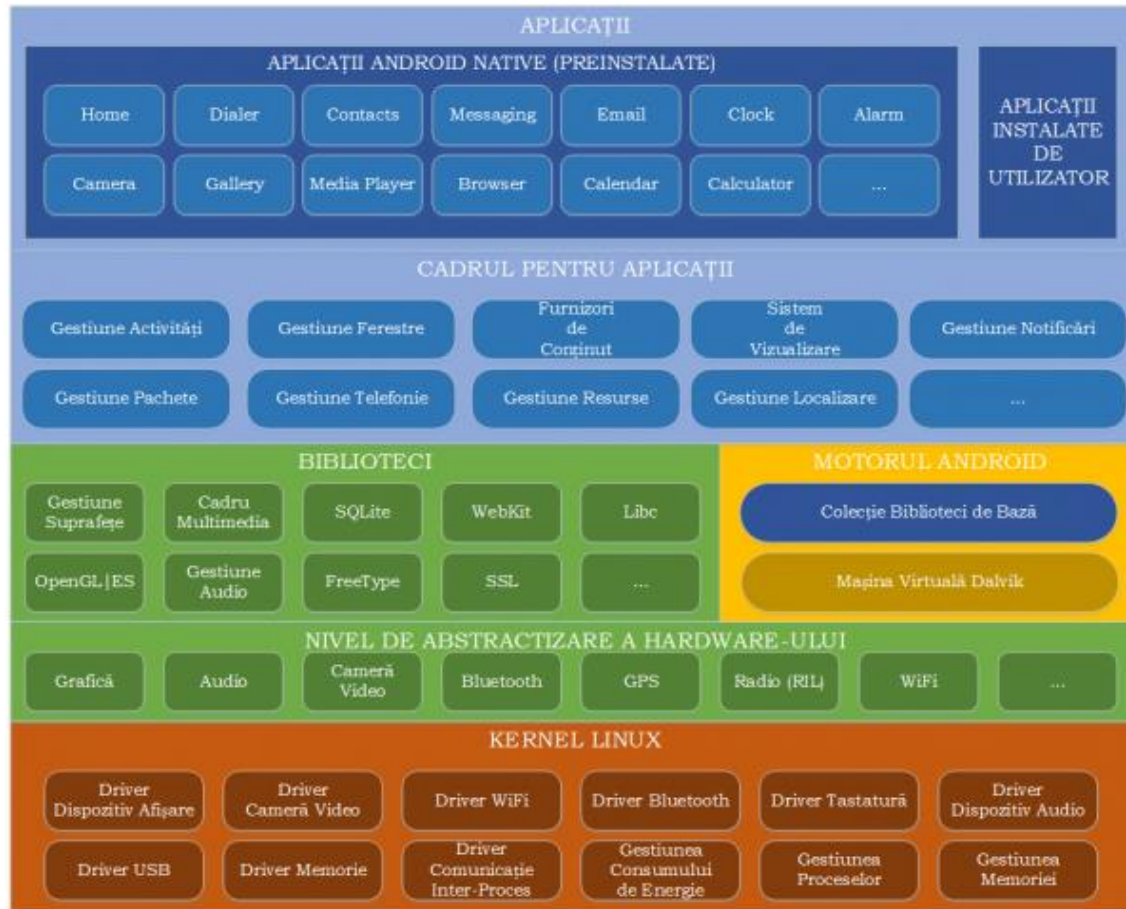 APLICAȚII
APLICAȚII ANDROID NATIVE (PREINSTALATE)
Home
Dialer
Contacts
Messaging
Email
Clock
Alarm
Camera
Gallery
Media Player
Browser
Calendar
Calculator
...
APLICAȚII
INSTALATE
DE
UTILIZATOR
CADRUL PENTRU APLICAȚII
Gestiune Activități
Gestiune Ferestre
Furnizori
de
Conținut
Sistem
de
Vizualizare
Gestiune Notificări
Gestiune Pachete
Gestiune Telefonie
Gestiune Resurse
Gestiune Localizare
...
BIBLIOTECI
Gestiune
Suprafețe
Cadru
Multimedia
SQLite
WebKit
Libc
OpenGL|ES
Gestiune
Audio
FreeType
SSL
...
MOTORUL ANDROID
Colecție Biblioteci de Bază
Mașina Virtuală Dalvik
NIVEL DE ABSTRACTIZARE A HARDWARE-ULUI
Grafică
Audio
Cameră
Video
Bluetooth
GPS
Radio (RIL)
WiFi
...
KERNEL LINUX
Driver
Dispozitiv Afișare
Driver
Cameră Video
Driver WiFi
Driver Bluetooth
Driver Tastatură
Driver
Dispozitiv Audio
Driver USB
Driver Memorie
Driver
Comunicație
Inter-Proces
Gestiunea
Consumului
de Energie
Gestiunea
Proceselor
Gestiunea
Memoriei